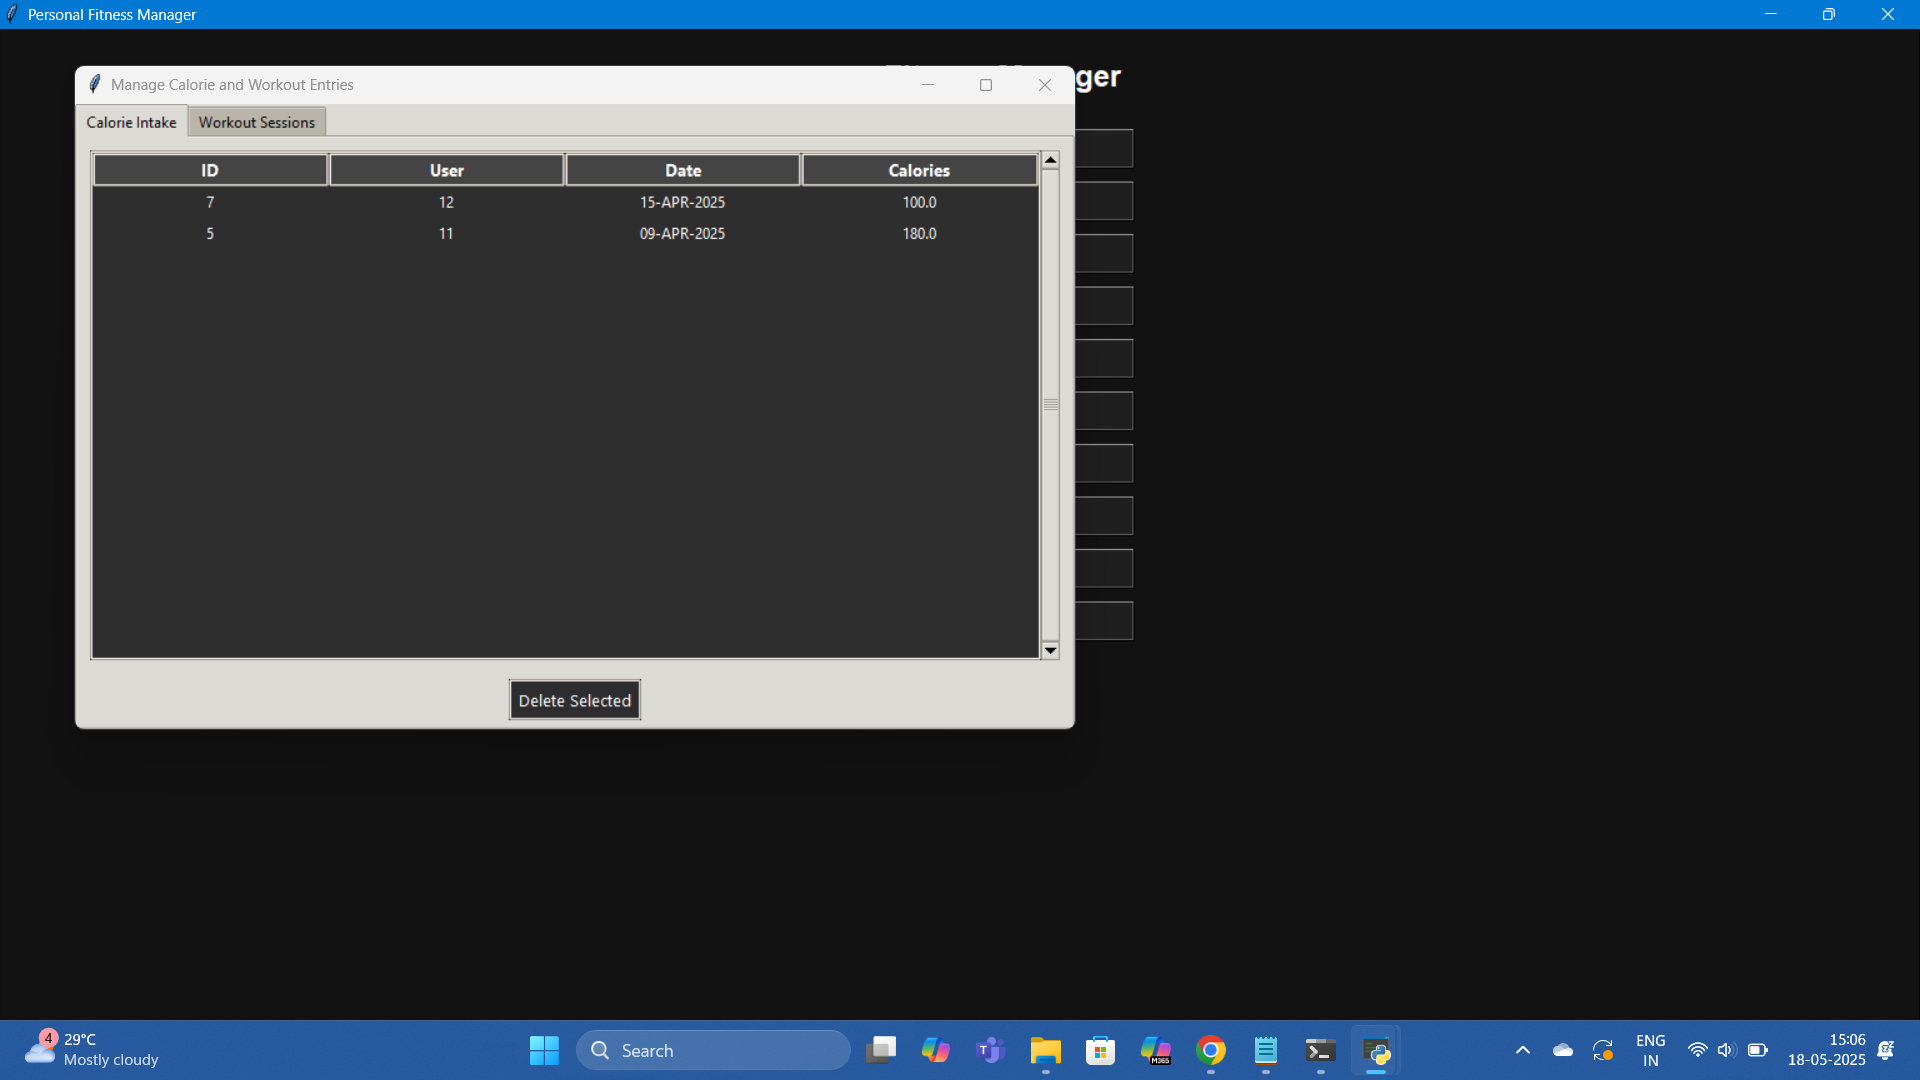 Personal Fitness Manager
ger
Manage Calorie and Workout Entries
Calorie Intake Workout Sessions
ID User Date Calories
7 12 15-APR-2025 100.0
5 11 09-APR-2025 180.0
Delete Selected
4
29°C
Mostly cloudy
Search
T
M365
ENG
IN
15:06
18-05-2025